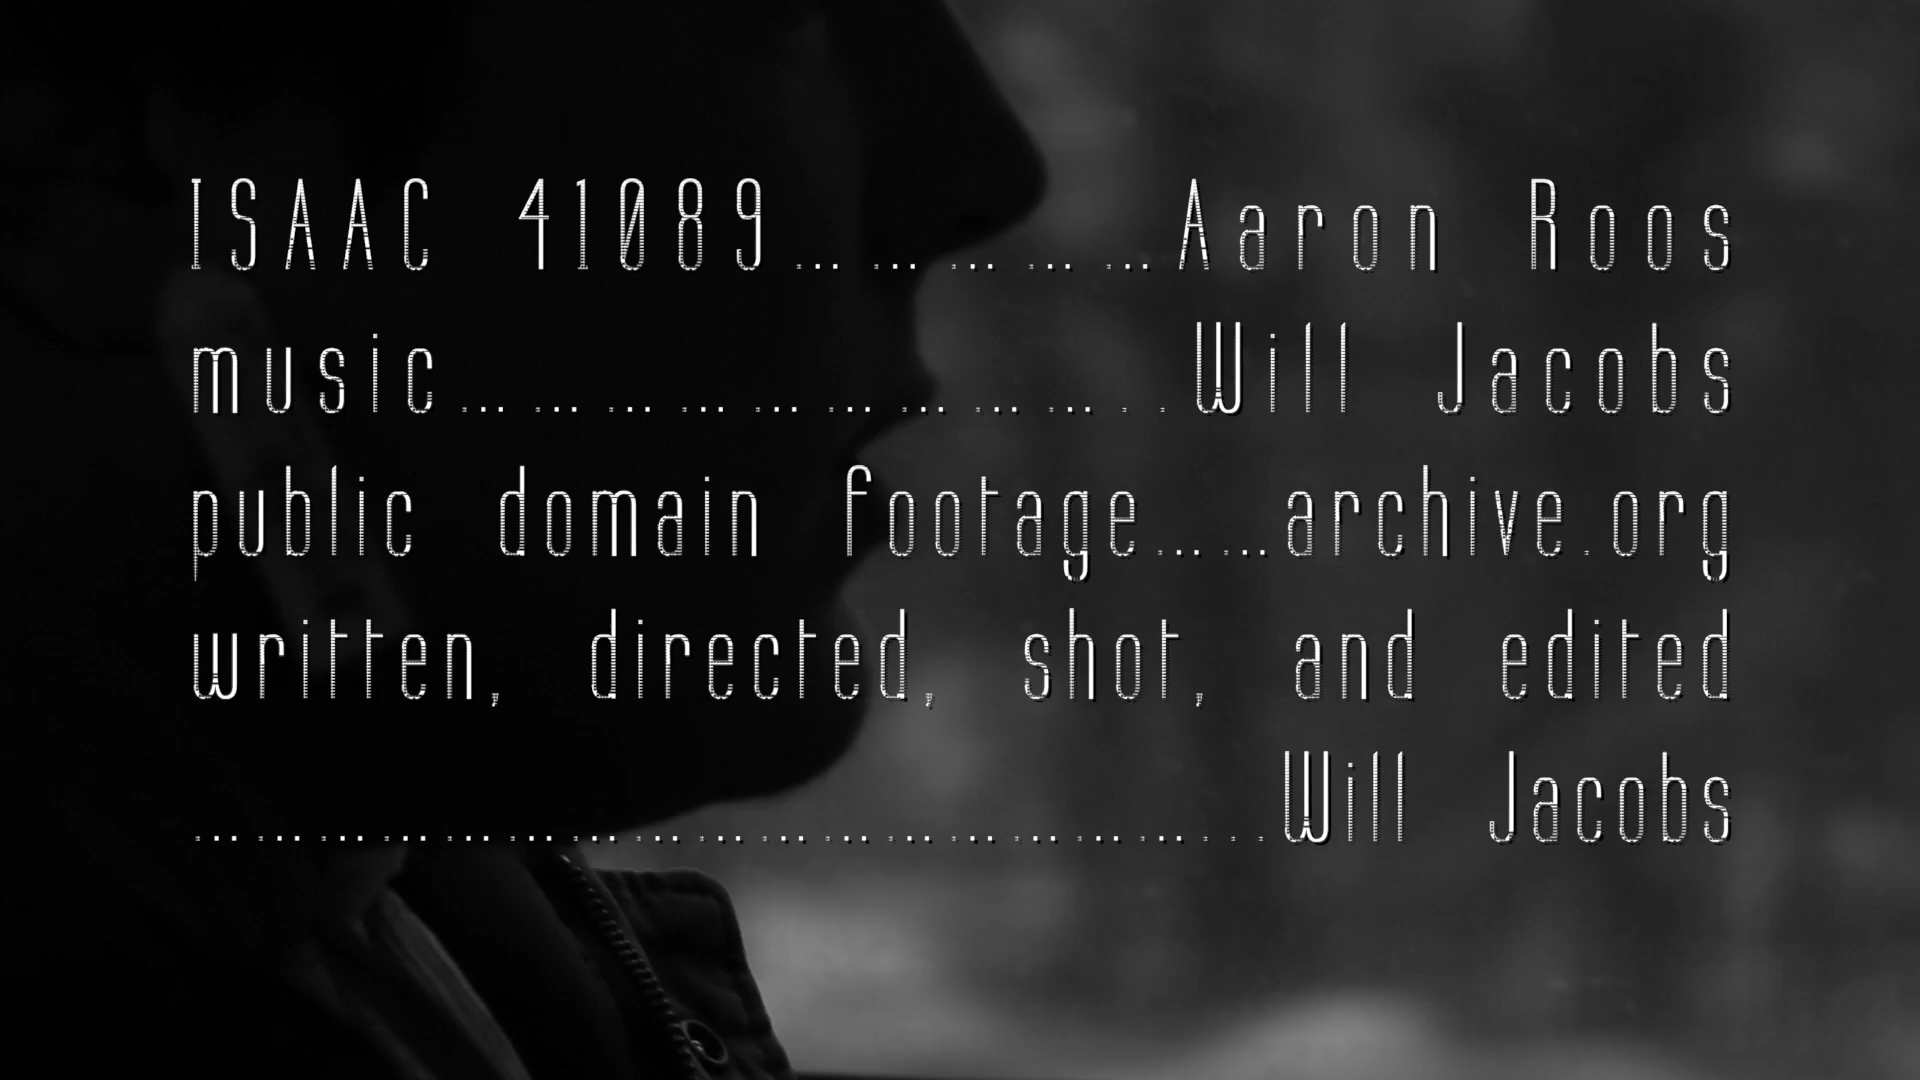 ISAAC 41089...............Aaron Roos
music.............................Will Jacobs
public domain footage......archive.org
written, directed, shot, and edited
...................................................Will Jacobs